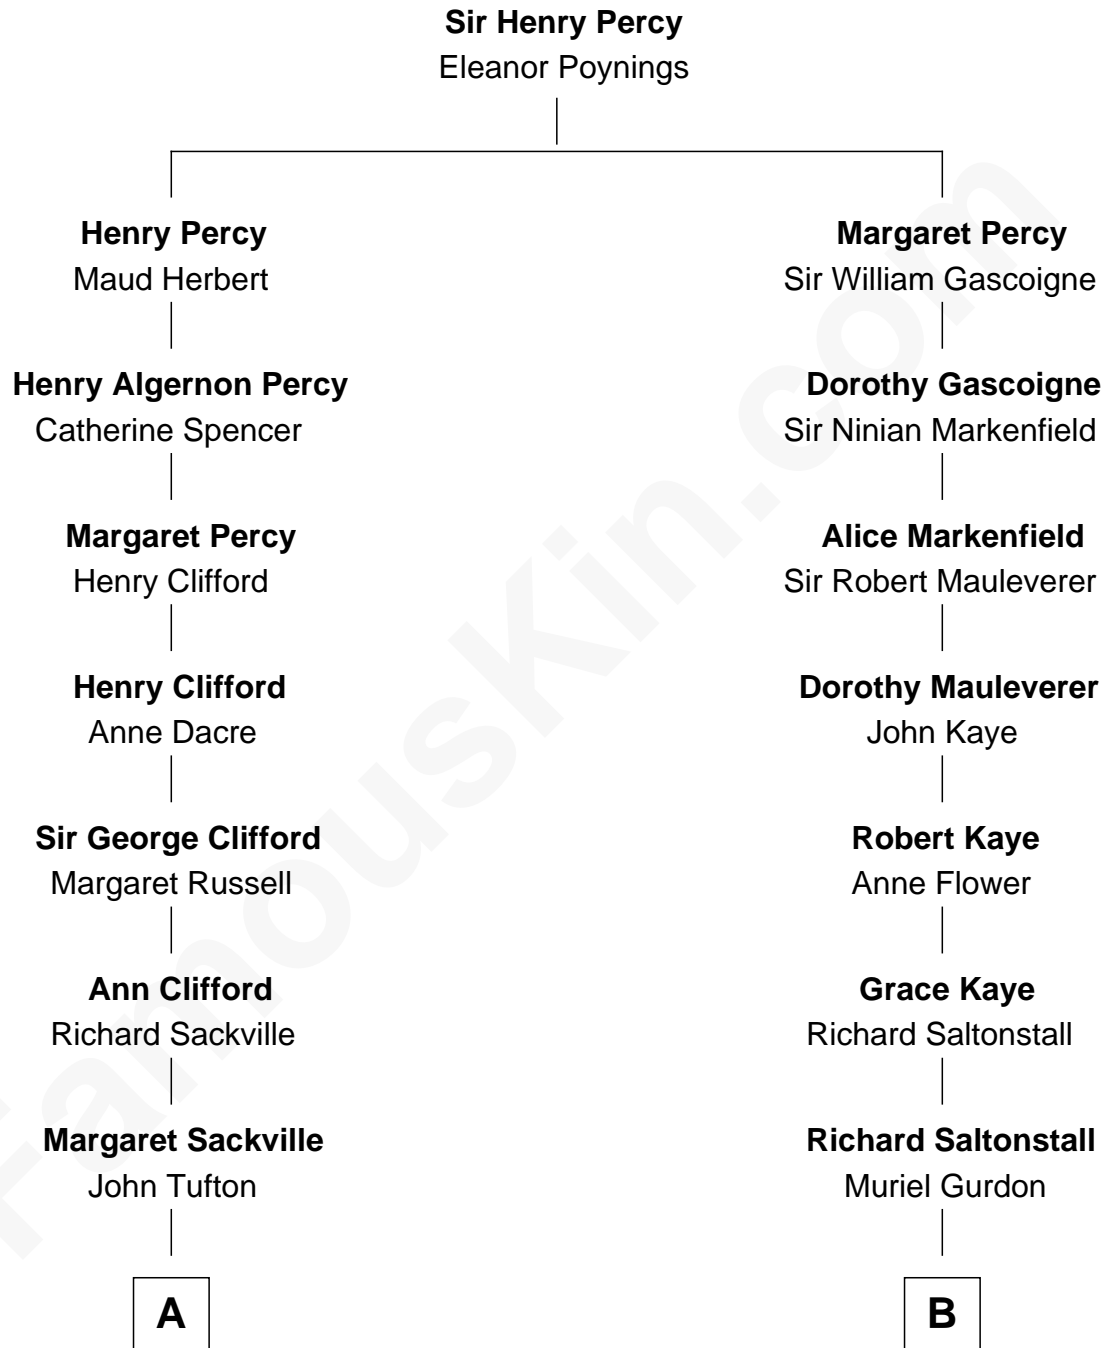 Sir Henry Percy
Eleanor Poynings
Henry Percy
Maud Herbert
Margaret Percy
Sir William Gascoigne
Henry Algernon Percy
Catherine Spencer
Dorothy Gascoigne
Sir Ninian Markenfield
Margaret Percy
Henry Clifford
Alice Markenfield
Sir Robert Mauleverer
Henry Clifford
Anne Dacre
Dorothy Mauleverer
John Kaye
Sir George Clifford
Margaret Russell
Robert Kaye
Anne Flower
Ann Clifford
Richard Sackville
Grace Kaye
Richard Saltonstall
Margaret Sackville
John Tufton
Richard Saltonstall
Muriel Gurdon
A
B
FamousKin.com